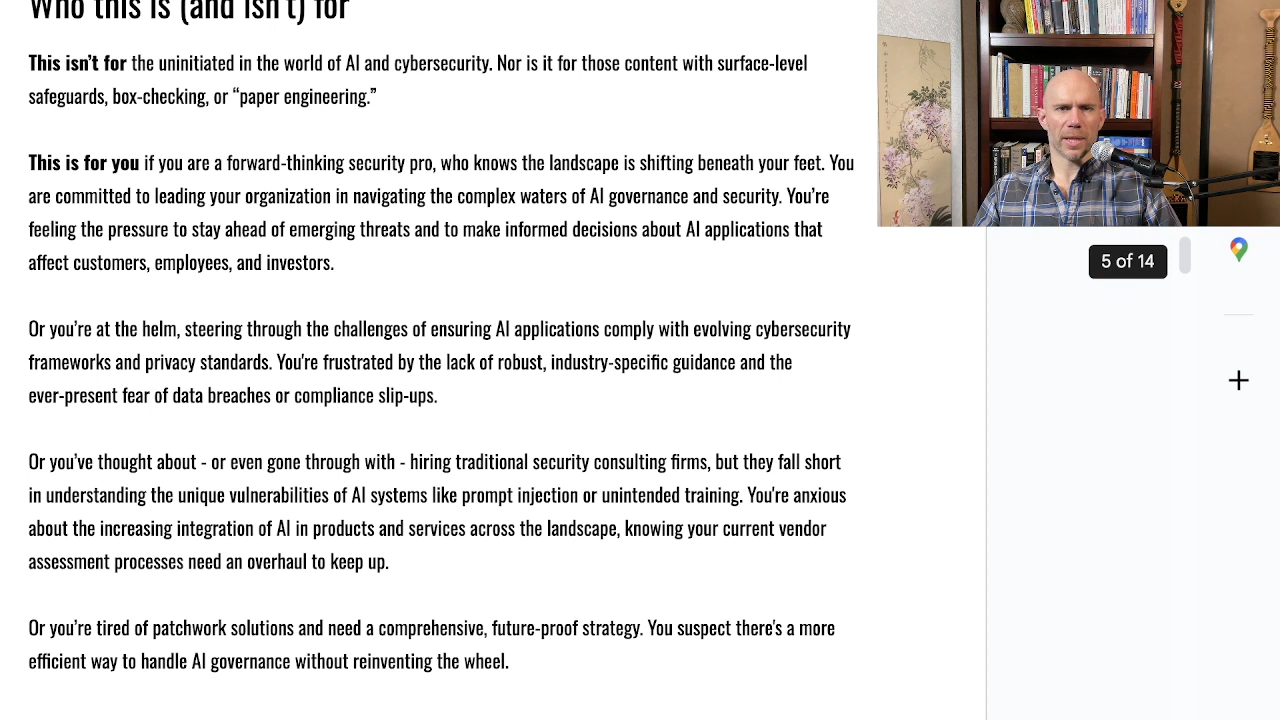 Who this is (and isn't) for
This isn’t for the uninitiated in the world of AI and cybersecurity. Nor is it for those content with surface-level
safeguards, box-checking, or “paper engineering.”
This is for you if you are a forward-thinking security pro, who knows the landscape is shifting beneath your feet. You
are committed to leading your organization in navigating the complex waters of AI governance and security. You’re
feeling the pressure to stay ahead of emerging threats and to make informed decisions about AI applications that
affect customers, employees, and investors.
Or you’re at the helm, steering through the challenges of ensuring AI applications comply with evolving cybersecurity
frameworks and privacy standards. You're frustrated by the lack of robust, industry-specific guidance and the
ever-present fear of data breaches or compliance slip-ups.
Or you’ve thought about - or even gone through with - hiring traditional security consulting firms, but they fall short
in understanding the unique vulnerabilities of AI systems like prompt injection or unintended training. You're anxious
about the increasing integration of AI in products and services across the landscape, knowing your current vendor
assessment processes need an overhaul to keep up.
Or you’re tired of patchwork solutions and need a comprehensive, future-proof strategy. You suspect there's a more
efficient way to handle AI governance without reinventing the wheel.
5 of 14